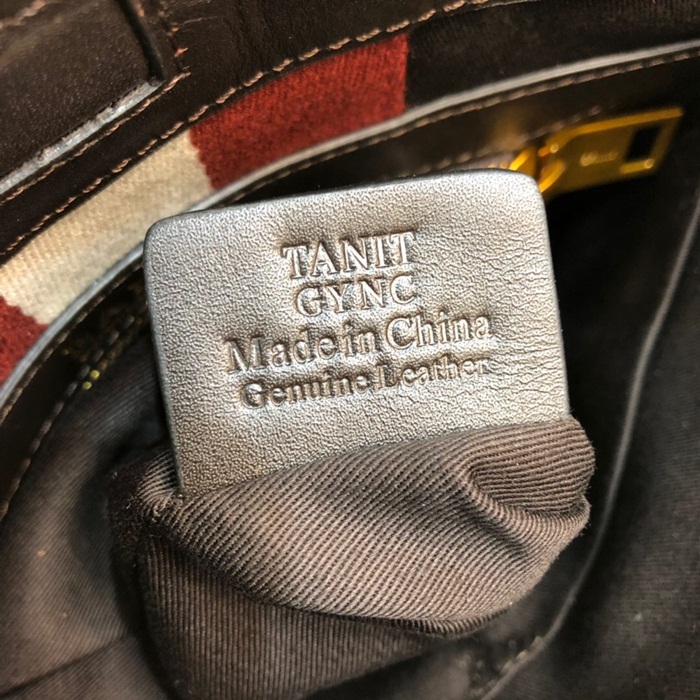 TANIT
GYNC
Made in China
Genuine Leather